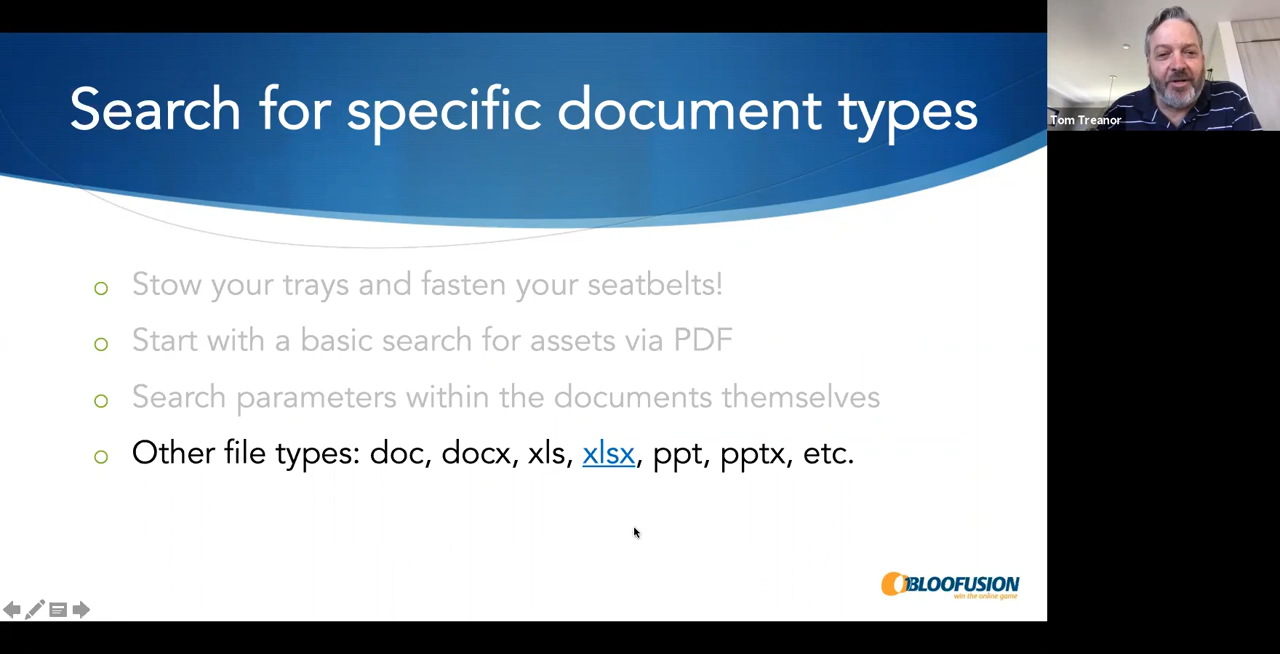 Search for specific document types
Tom Treanor
Stow your trays and fasten your seatbelts!
Start with a basic search for assets via PDF
Search parameters within the documents themselves
Other file types: doc, docx, xls, xlsx, ppt, pptx, etc.
BLOOFUSION
win the online game